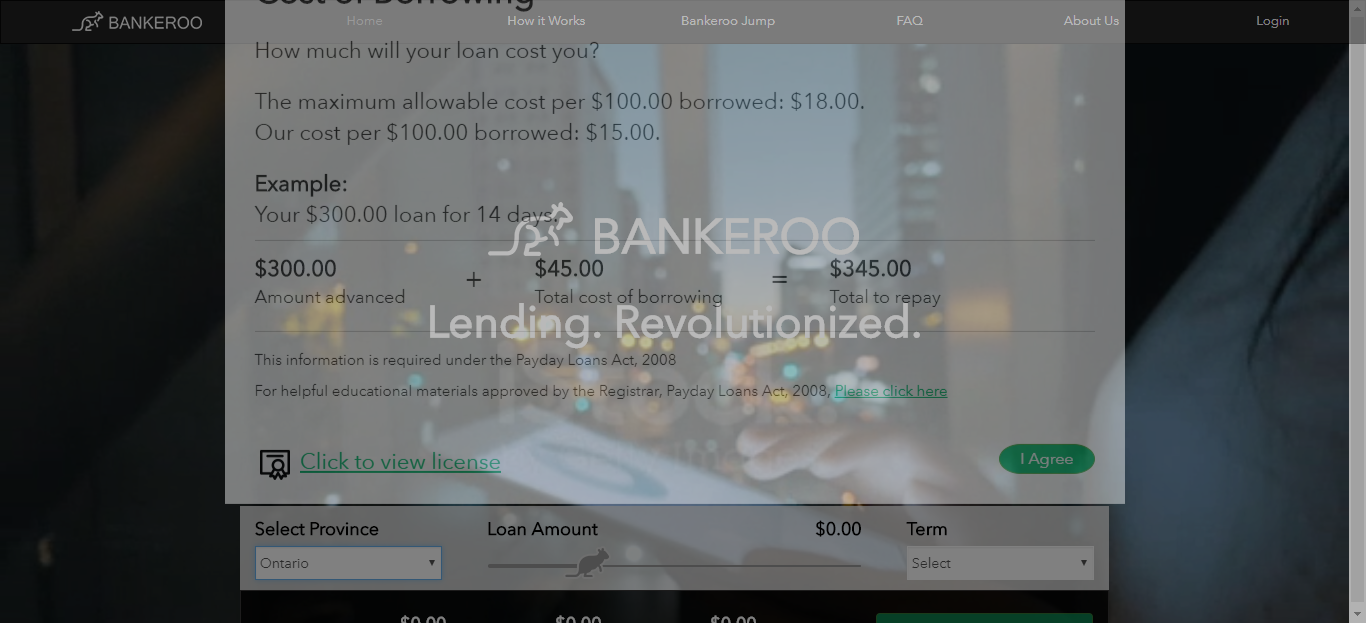 Cost of Borrowing
BANKEROO
Home
How it Works
Bankeroo Jump
FAQ
About Us
Login
How much will your loan cost you?
The maximum allowable cost per $100.00 borrowed: $18.00.
Our cost per $100.00 borrowed: $15.00.
Example:
Your $300.00 loan for 14 days.
BANKEROO
$300.00 + $45.00 = $345.00
Amount advanced Total cost of borrowing Total to repay
Lending. Revolutionized.
This information is required under the Payday Loans Act, 2008
For helpful educational materials approved by the Registrar, Payday Loans Act, 2008, Please click here
Click to view license
I Agree
Select Province Loan Amount $0.00 Term
Ontario Select
$0.00 $0.00 $0.00